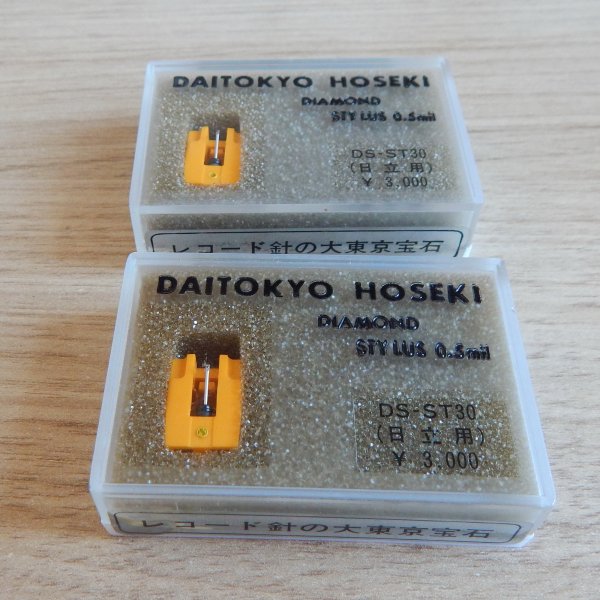 DAITOKYO HOSEKI
DIAMOND
STYLUS 0.5mil
DS-ST30
(日立用)
¥ 3,000
レコード針の大東京宝石
DAITOKYO HOSEKI
DIAMOND
STYLUS 0.5mil
DS-ST30
(日立用)
¥ 3,000
レコード針の大東京宝石